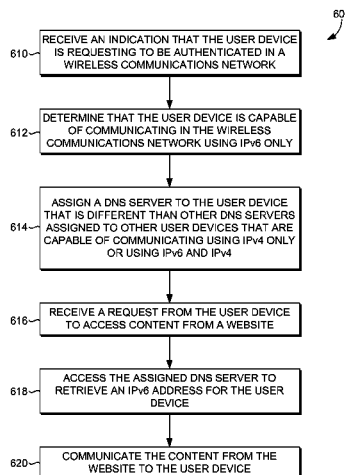 60
610
RECEIVE AN INDICATION THAT THE USER DEVICE
IS REQUESTING TO BE AUTHENTICATED IN A
WIRELESS COMMUNICATIONS NETWORK
612
DETERMINE THAT THE USER DEVICE IS CAPABLE
OF COMMUNICATING IN THE WIRELESS
COMMUNICATIONS NETWORK USING IPv6 ONLY
614
ASSIGN A DNS SERVER TO THE USER DEVICE
THAT IS DIFFERENT THAN OTHER DNS SERVERS
ASSIGNED TO OTHER USER DEVICES THAT ARE
CAPABLE OF COMMUNICATING USING IPv4 ONLY
OR USING IPv6 AND IPv4
616
RECEIVE A REQUEST FROM THE USER DEVICE
TO ACCESS CONTENT FROM A WEBSITE
618
ACCESS THE ASSIGNED DNS SERVER TO
RETRIEVE AN IPv6 ADDRESS FOR THE USER
DEVICE
620
COMMUNICATE THE CONTENT FROM THE
WEBSITE TO THE USER DEVICE